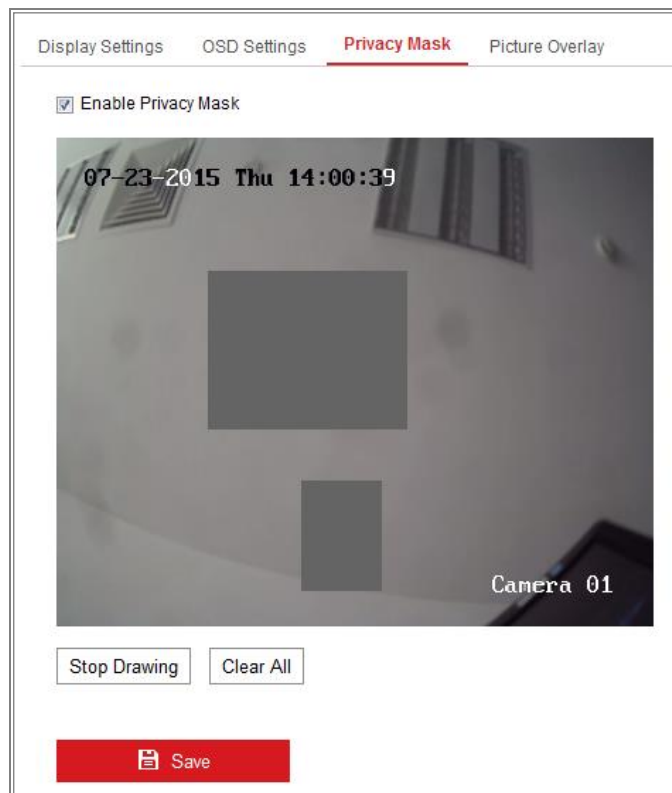 Display Settings OSD Settings Privacy Mask Picture Overlay
Enable Privacy Mask
07-23-2015 Thu 14:00:39
Camera 01
Stop Drawing Clear All
Save